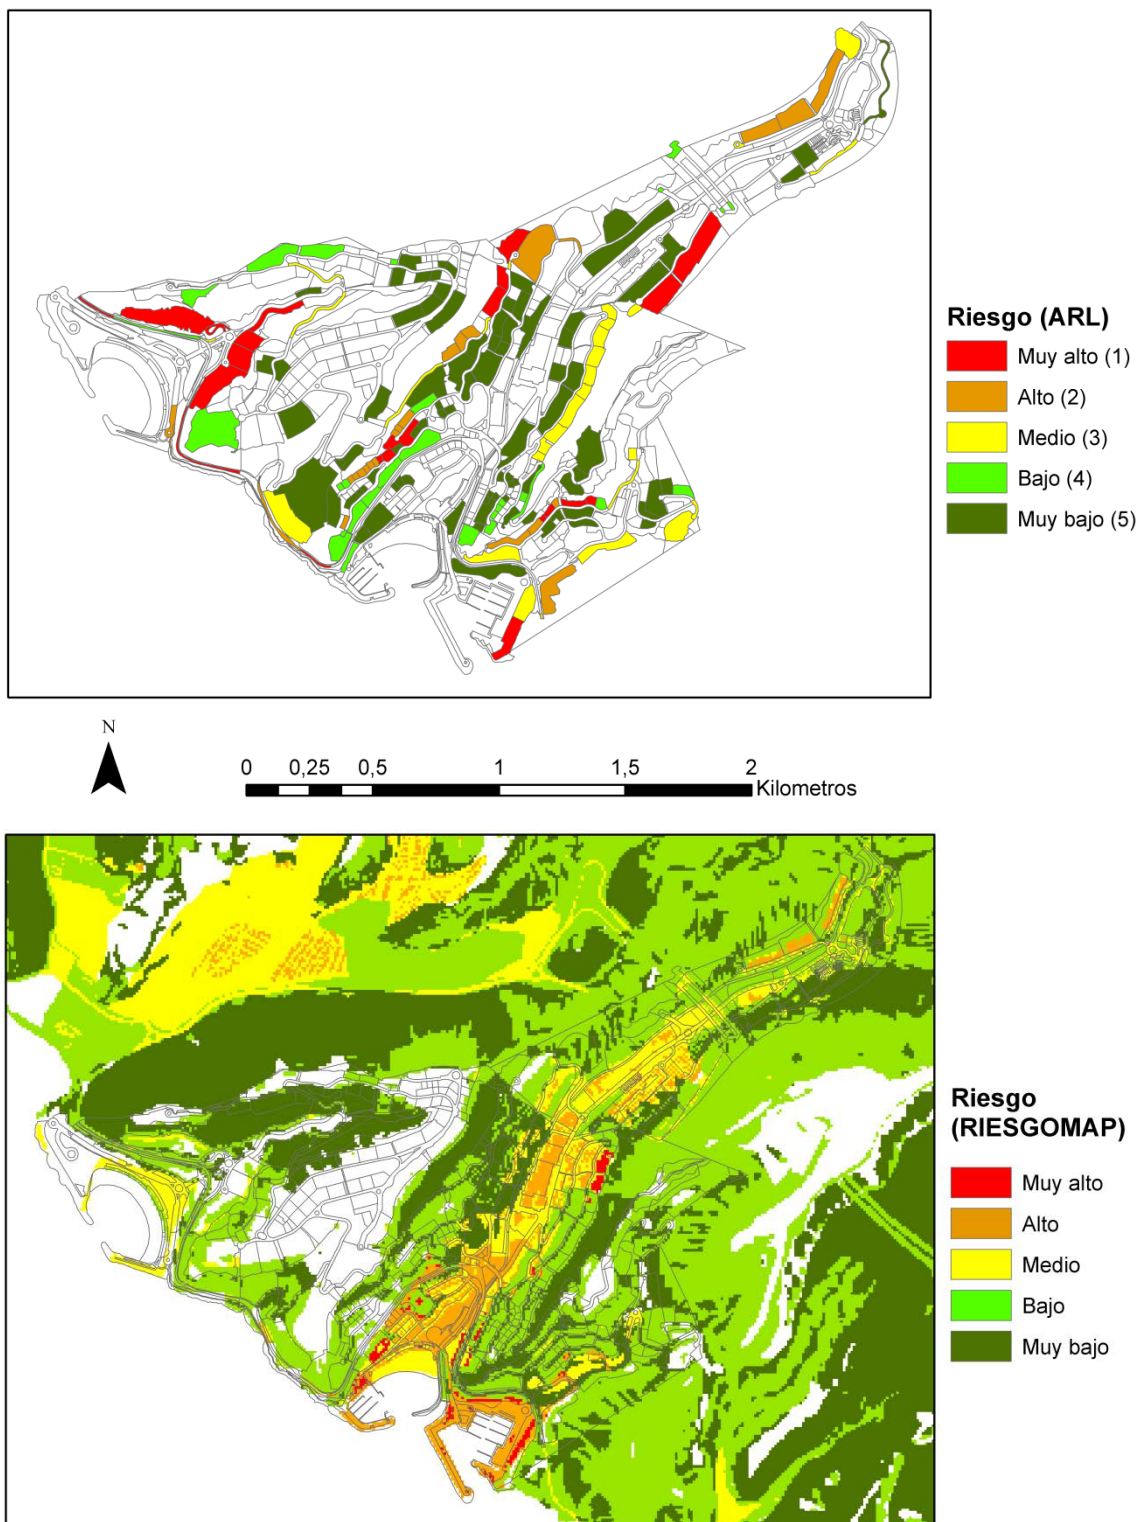 Riesgo (ARL)
Muy alto (1)
Alto (2)
Medio (3)
Bajo (4)
Muy bajo (5)
N
0 0,25 0,5 1 1,5 2
Kilometros
Riesgo
(RIESGOMAP)
Muy alto
Alto
Medio
Bajo
Muy bajo